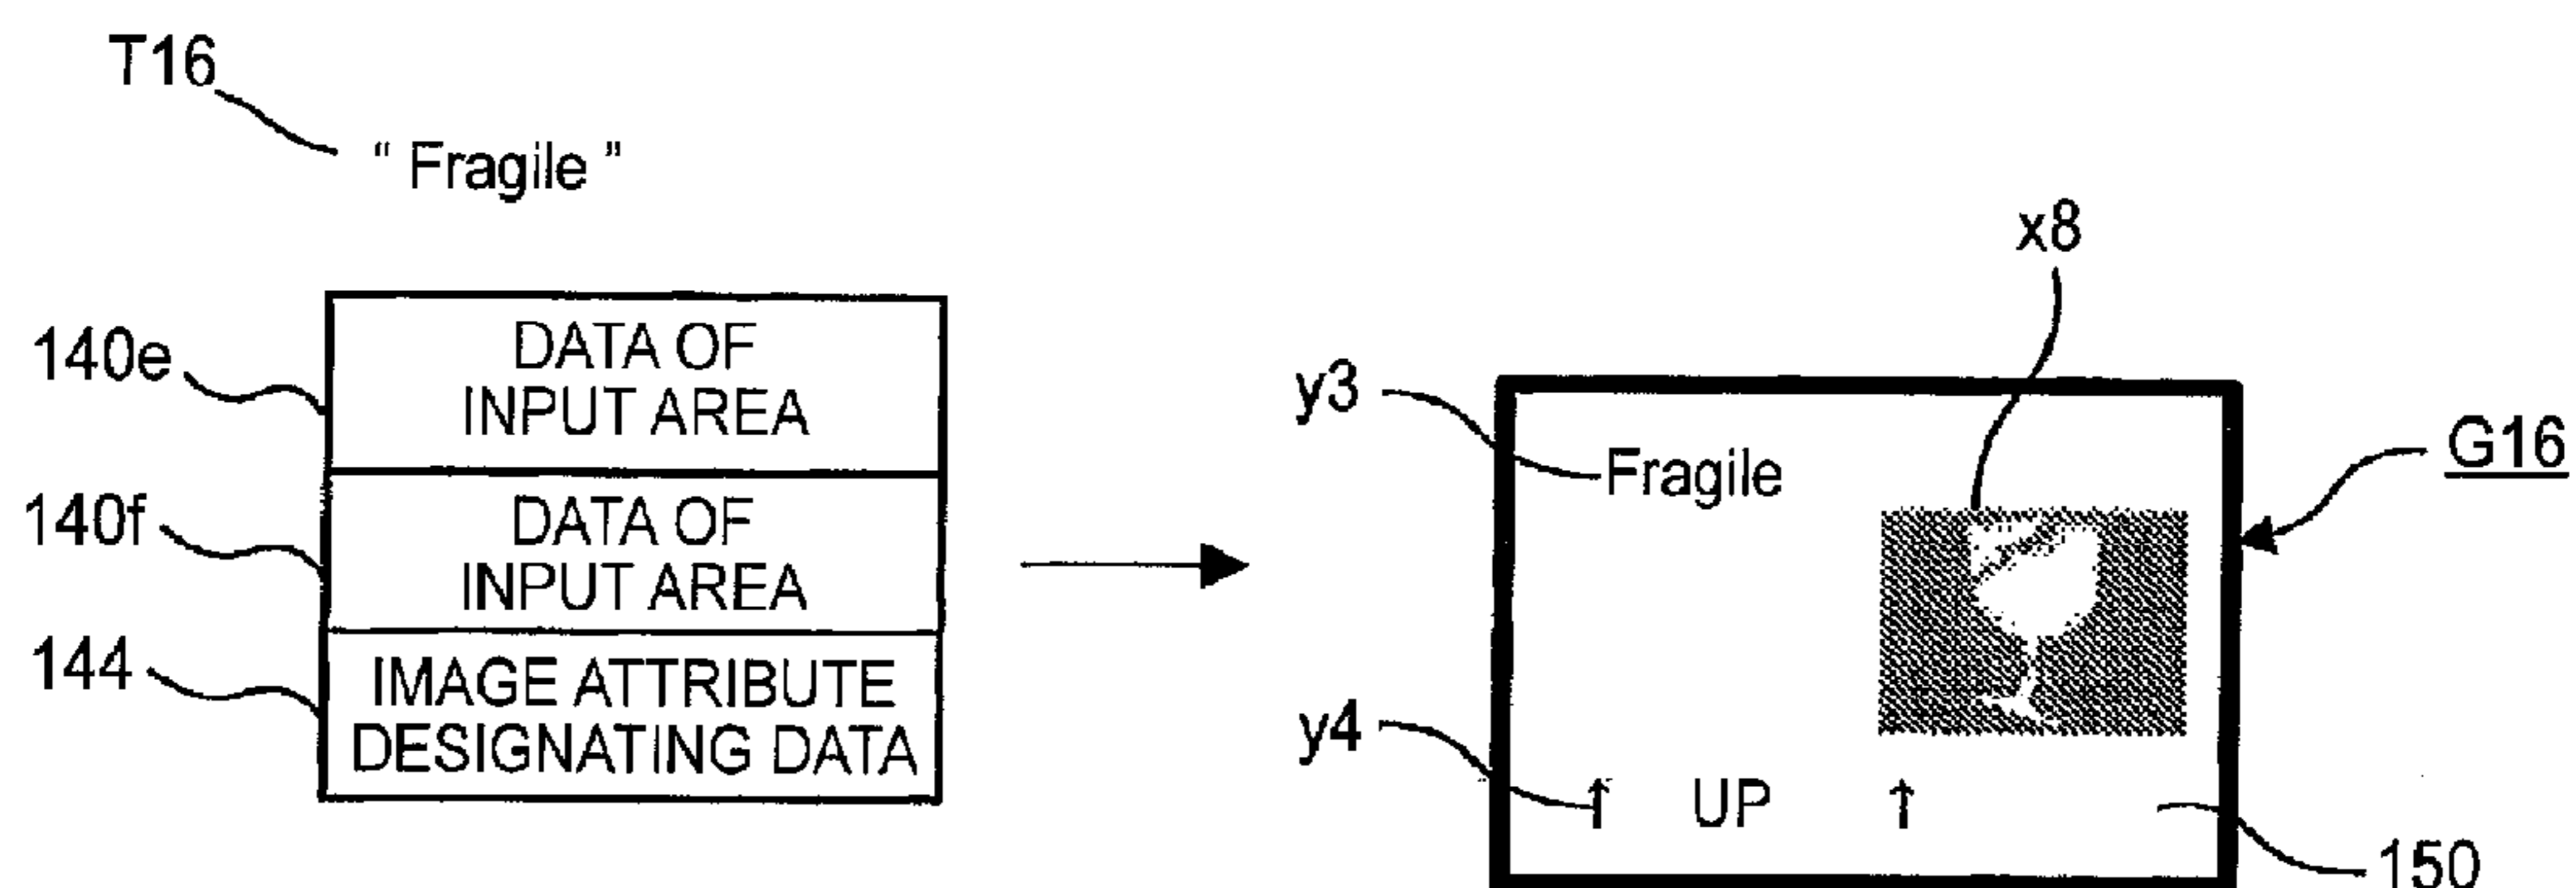 T16
“ Fragile ”
140e
DATA OF
INPUT AREA
140f
DATA OF
INPUT AREA
144
IMAGE ATTRIBUTE
DESIGNATING DATA
x8
y3
Fragile
G16
y4
↑ UP ↑
150